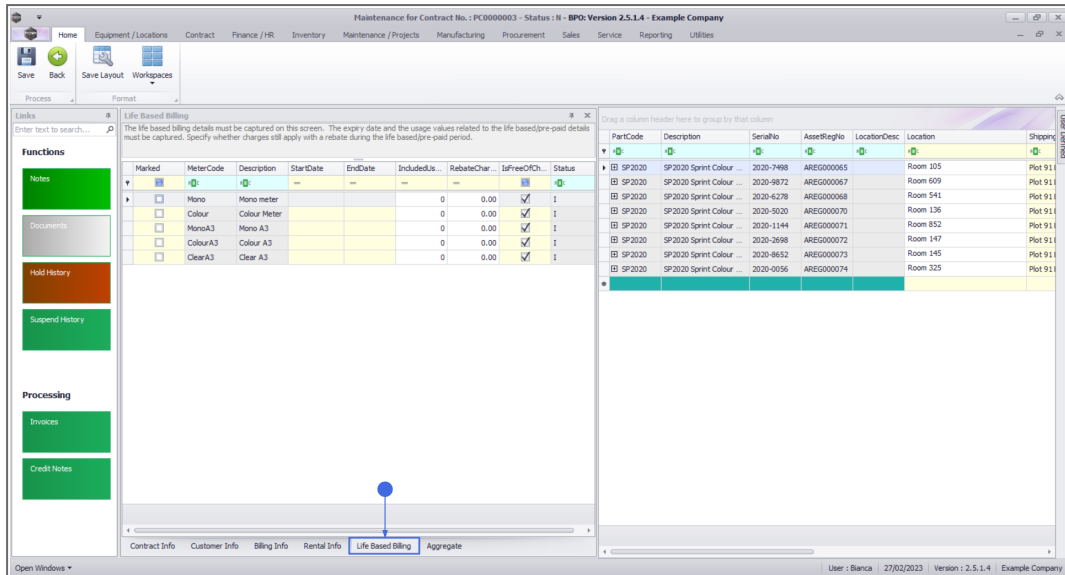 Maintenance for Contract No. : PC0000003 - Status : N - BPO: Version 2.5.1.4 - Example Company
Home Equipment / Locations Contract Finance / HR Inventory Maintenance / Projects Manufacturing Procurement Sales Service Reporting Utilities
Save Back Save Layout Workspaces
Process Format
Links
Enter text to search...
Functions
Notes
Documents
Hold History
Suspend History
Processing
Invoices
Credit Notes
Life Based Billing
The life based billing details must be captured on this screen. The expiry date and the usage values related to the life based/pre-paid details
must be captured. Specify whether charges still apply with a rebate during the life based/pre-paid period.
Marked MeterCode Description StartDate EndDate IncludedUs... RebateChar... IsFreeOfCh... Status
Mono Mono meter 0 0.00 I
Colour Colour Meter 0 0.00 I
MonoA3 Mono A3 0 0.00 I
ColourA3 Colour A3 0 0.00 I
ClearA3 Clear A3 0 0.00 I
Contract Info Customer Info Billing Info Rental Info Life Based Billing Aggregate
Drag a column header here to group by that column
PartCode Description SerialNo AssetRegNo LocationDesc Location Shipping
SP2020 SP2020 Sprint Colour ... 2020-7498 AREG000065 Room 105 Plot 911
SP2020 SP2020 Sprint Colour ... 2020-9872 AREG000067 Room 609 Plot 911
SP2020 SP2020 Sprint Colour ... 2020-6278 AREG000068 Room 541 Plot 911
SP2020 SP2020 Sprint Colour ... 2020-5020 AREG000070 Room 136 Plot 911
SP2020 SP2020 Sprint Colour ... 2020-1144 AREG000071 Room 852 Plot 911
SP2020 SP2020 Sprint Colour ... 2020-2698 AREG000072 Room 147 Plot 911
SP2020 SP2020 Sprint Colour ... 2020-8652 AREG000073 Room 145 Plot 911
SP2020 SP2020 Sprint Colour ... 2020-0056 AREG000074 Room 325 Plot 911
User Defined
Open Windows
User : Bianca 27/02/2023 Version : 2.5.1.4 Example Company